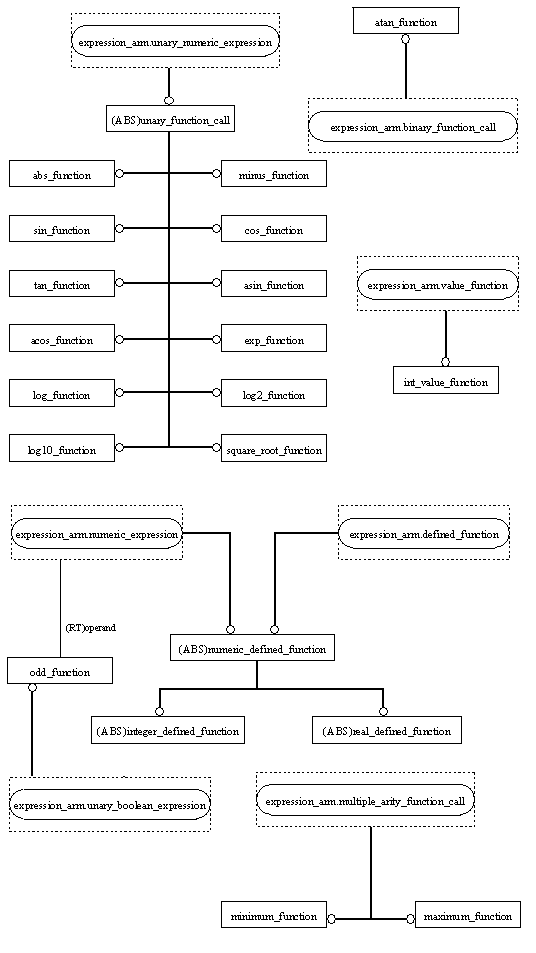 expression_arm.unary_numeric_expression
atan_function
(ABS)unary_function_call
expression_arm.binary_function_call
abs_function
minus_function
sin_function
cos_function
tan_function
asin_function
expression_arm.value_function
acos_function
exp_function
int_value_function
log_function
log2_function
log10_function
square_root_function
expression_arm.numeric_expression
expression_arm.defined_function
(RT)operand
(ABS)numeric_defined_function
odd_function
(ABS)integer_defined_function
(ABS)real_defined_function
expression_arm.unary_boolean_expression
expression_arm.multiple_arity_function_call
minimum_function
maximum_function